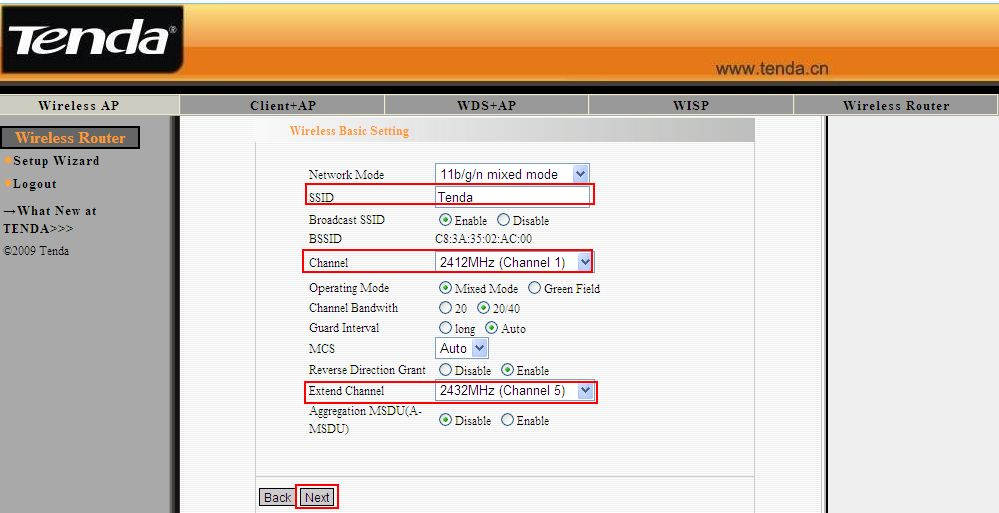 Tenda®
www.tenda.cn
Wireless AP
Client+AP
WDS+AP
WISP
Wireless Router
Wireless Router
Setup Wizard
Logout
→What New at
TENDA>>>
©2009 Tenda
Wireless Basic Setting
Network Mode 11b/g/n mixed mode
SSID Tenda
Broadcast SSID Enable Disable
BSSID C8:3A:35:02:AC:00
Channel 2412MHz (Channel 1)
Operating Mode Mixed Mode Green Field
Channel Bandwith 20 20/40
Guard Interval long Auto
MCS Auto
Reverse Direction Grant Disable Enable
Extend Channel 2432MHz (Channel 5)
Aggregation MSDU(A-
MSDU) Disable Enable
Back Next